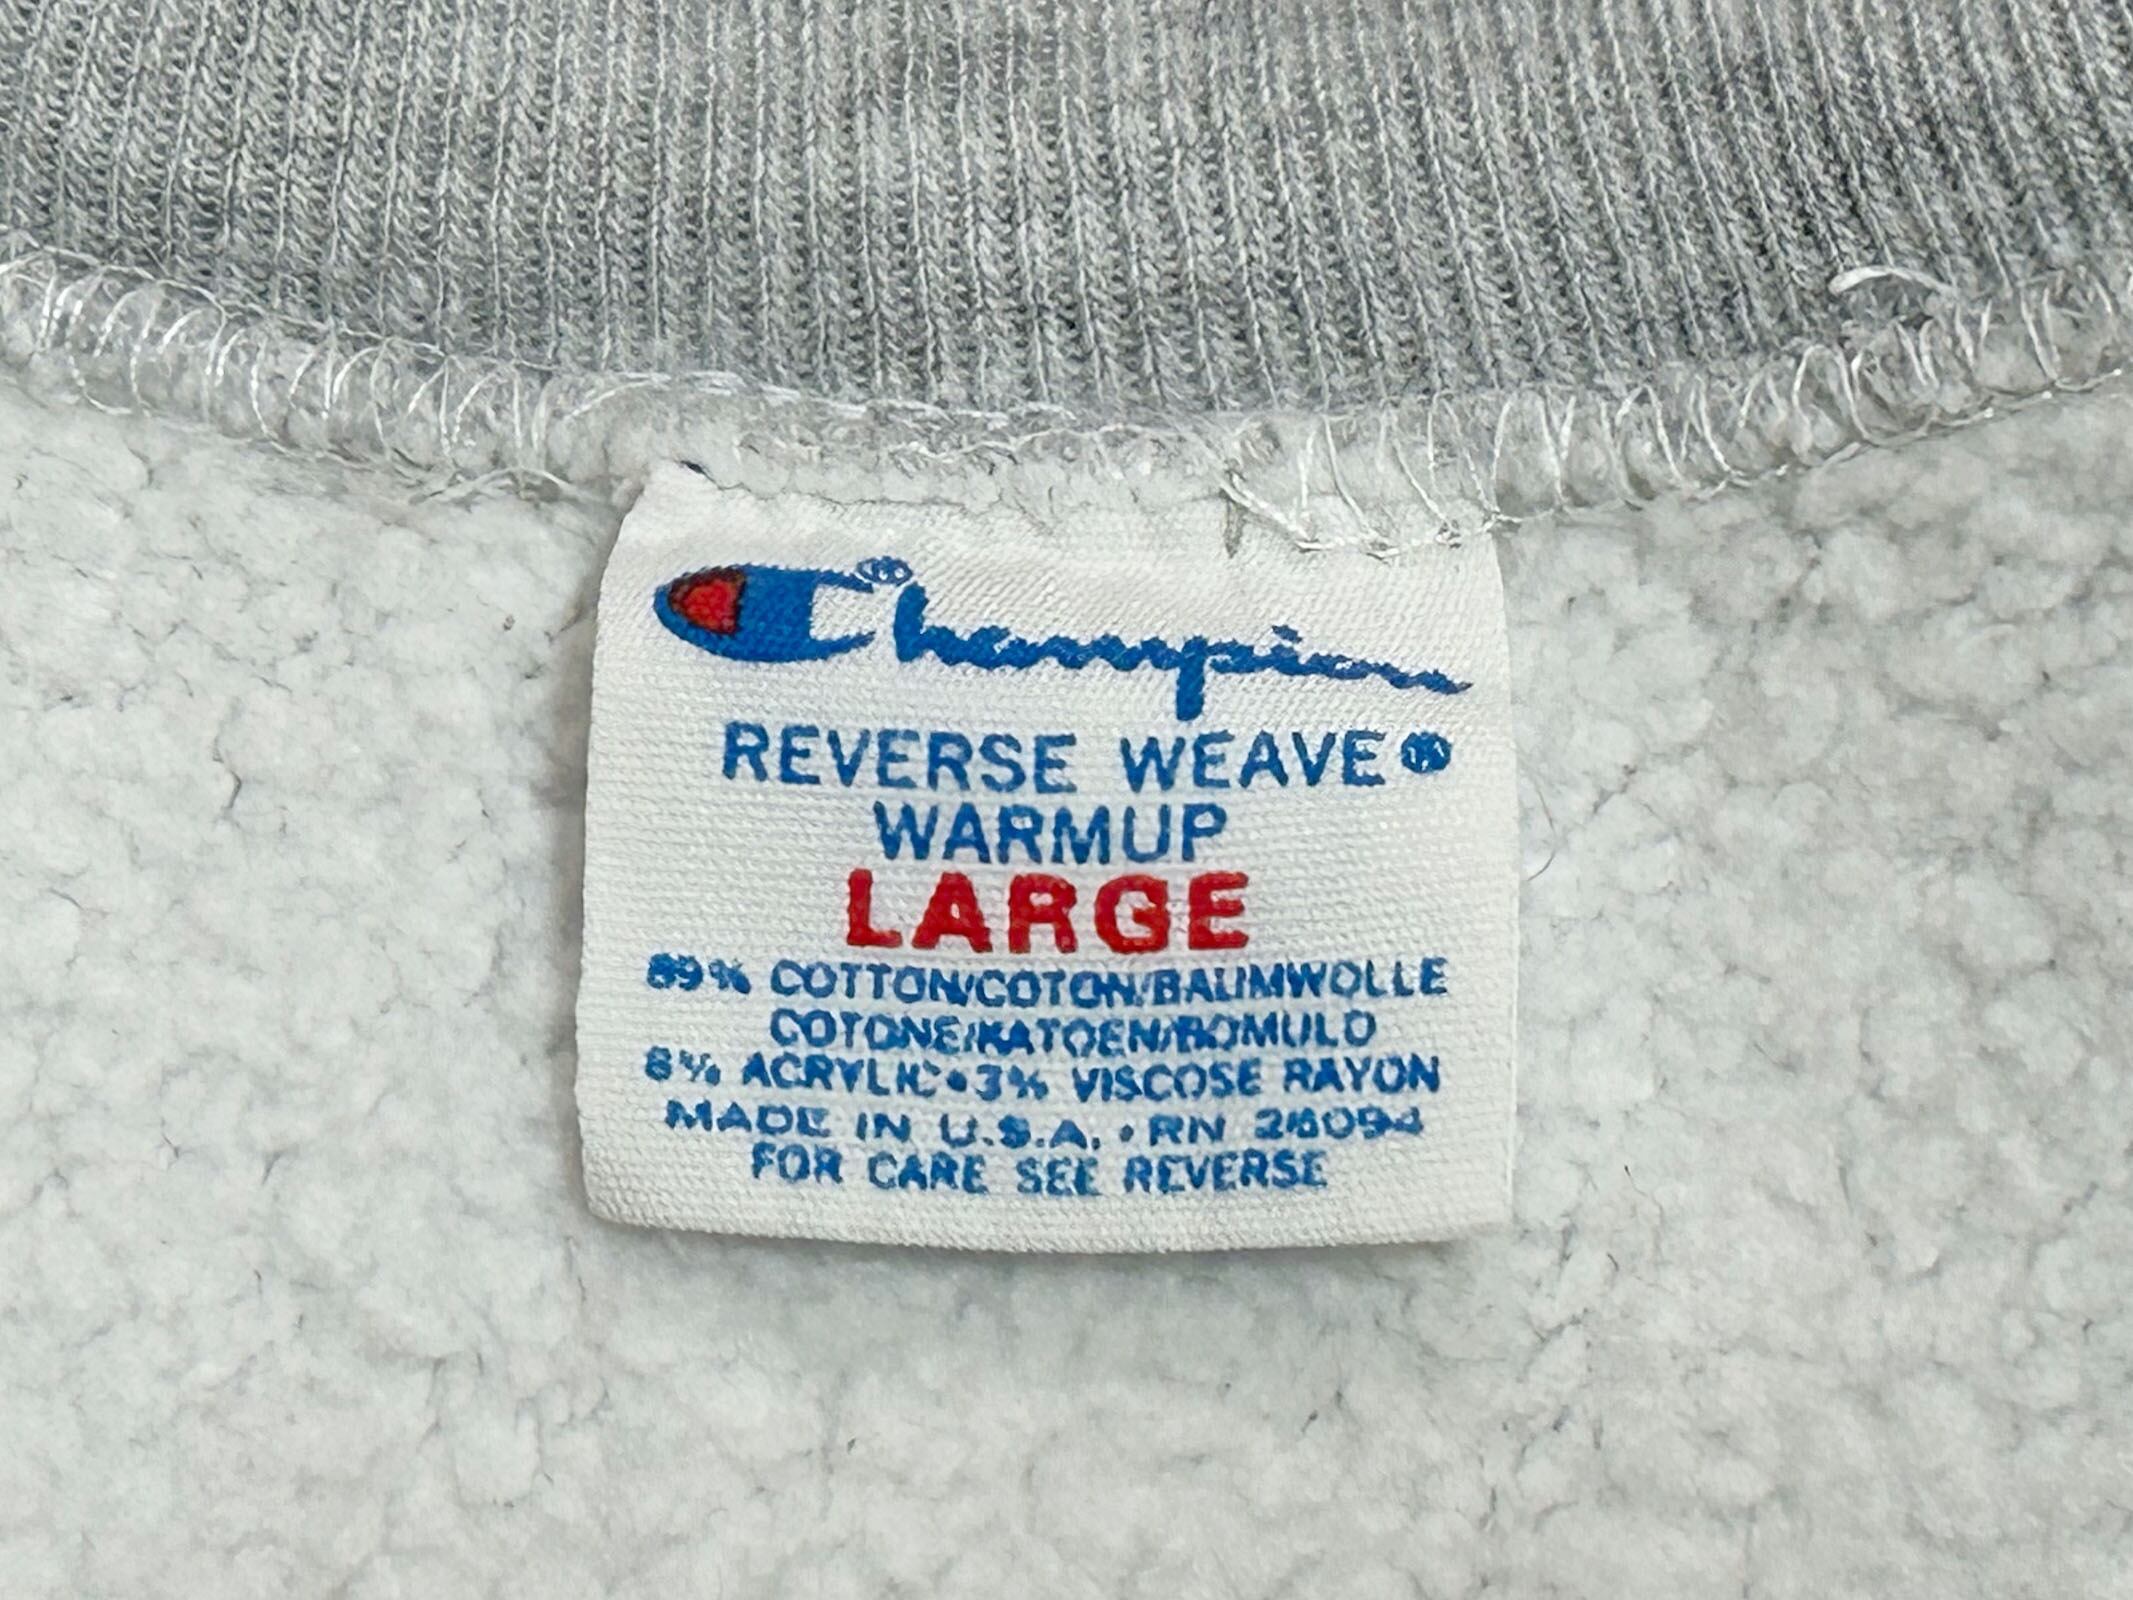 Champion®
REVERSE WEAVE®
WARMUP
LARGE
89% COTTON/COTON/BAUMWOLLE
COTONE/KATOEN/BOMULD
8% ACRYLIC•3% VISCOSE RAYON
MADE IN U.S.A. • RN 26094
FOR CARE SEE REVERSE